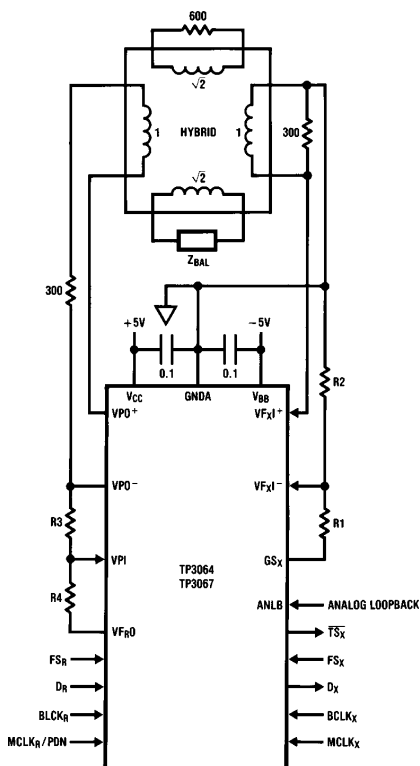 600
√2
1
HYBRID
1
300
√2
Z_BAL
300
+5V
−5V
0.1
0.1
V_CC
GNDA
V_BB
R2
VPO⁺
VF_XI⁺
VPO⁻
VF_XI⁻
R3
R1
VPI
GS_X
TP3064
TP3067
R4
ANLB
ANALOG LOOPBACK
VF_RO
T̅S̅_X̅
FS_R
FS_X
D_R
D_X
BLCK_R
BCLK_X
MCLK_R/PDN
MCLK_X